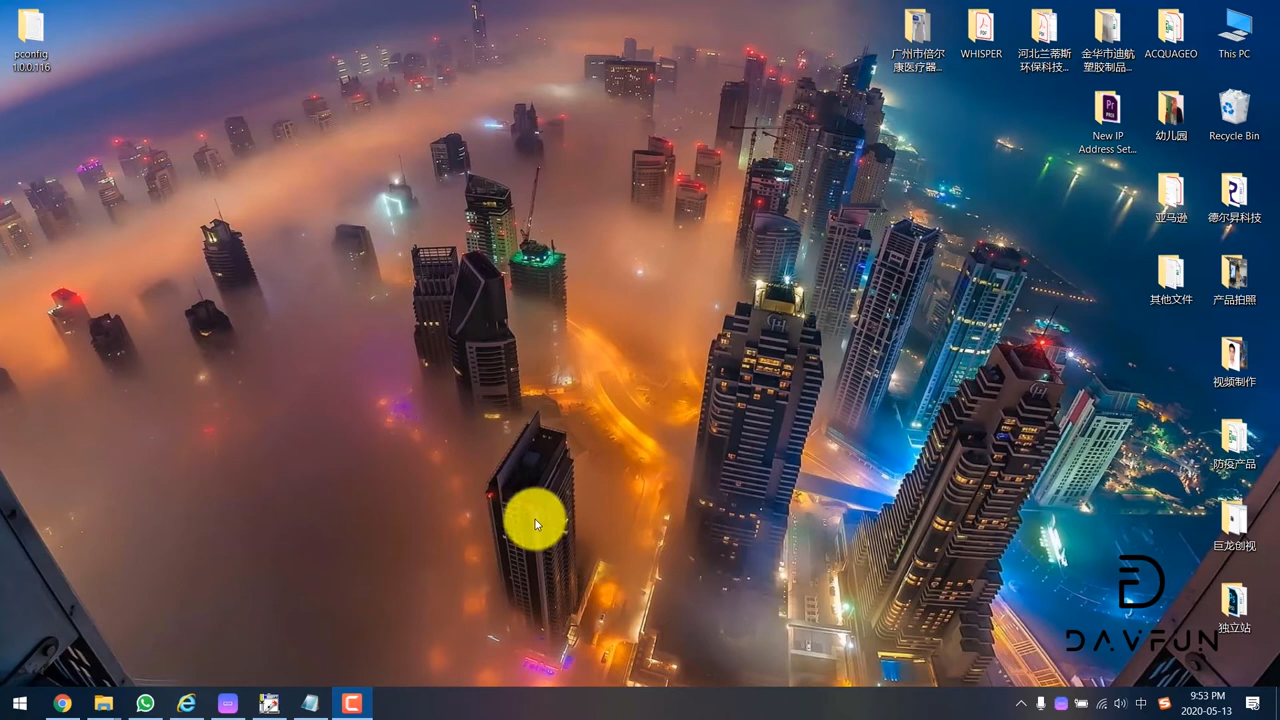 pconfig
1.0.0.116
广州市倍尔
康医疗器...
WHISPER
河北兰蒂斯
环保科技...
金华市迪航
塑胶制品...
ACQUAGEO
This PC
New IP
Address Set...
幼儿园
Recycle Bin
亚马逊
德尔昇科技
其他文件
产品拍照
视频制作
防疫产品
巨龙创视
独立站
DAVFUN
中
9:53 PM
2020-05-13